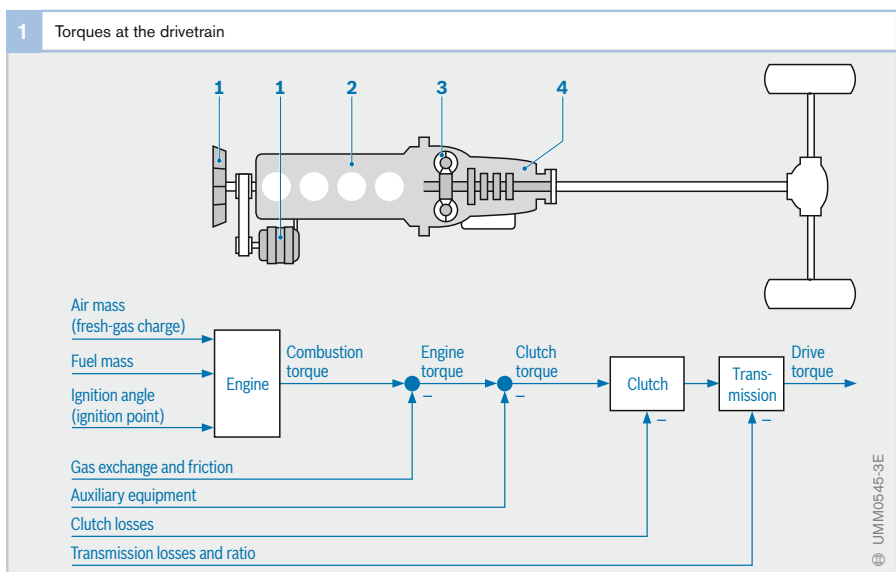 1 Torques at the drivetrain
1 1 2 3 4
Air mass
(fresh-gas charge)
Fuel mass
Ignition angle
(ignition point)
Engine
Combustion
torque
Engine
torque
–
Clutch
torque
–
Clutch
–
Trans-
mission
–
Drive
torque
Gas exchange and friction
Auxiliary equipment
Clutch losses
Transmission losses and ratio
© UMM0545-3E